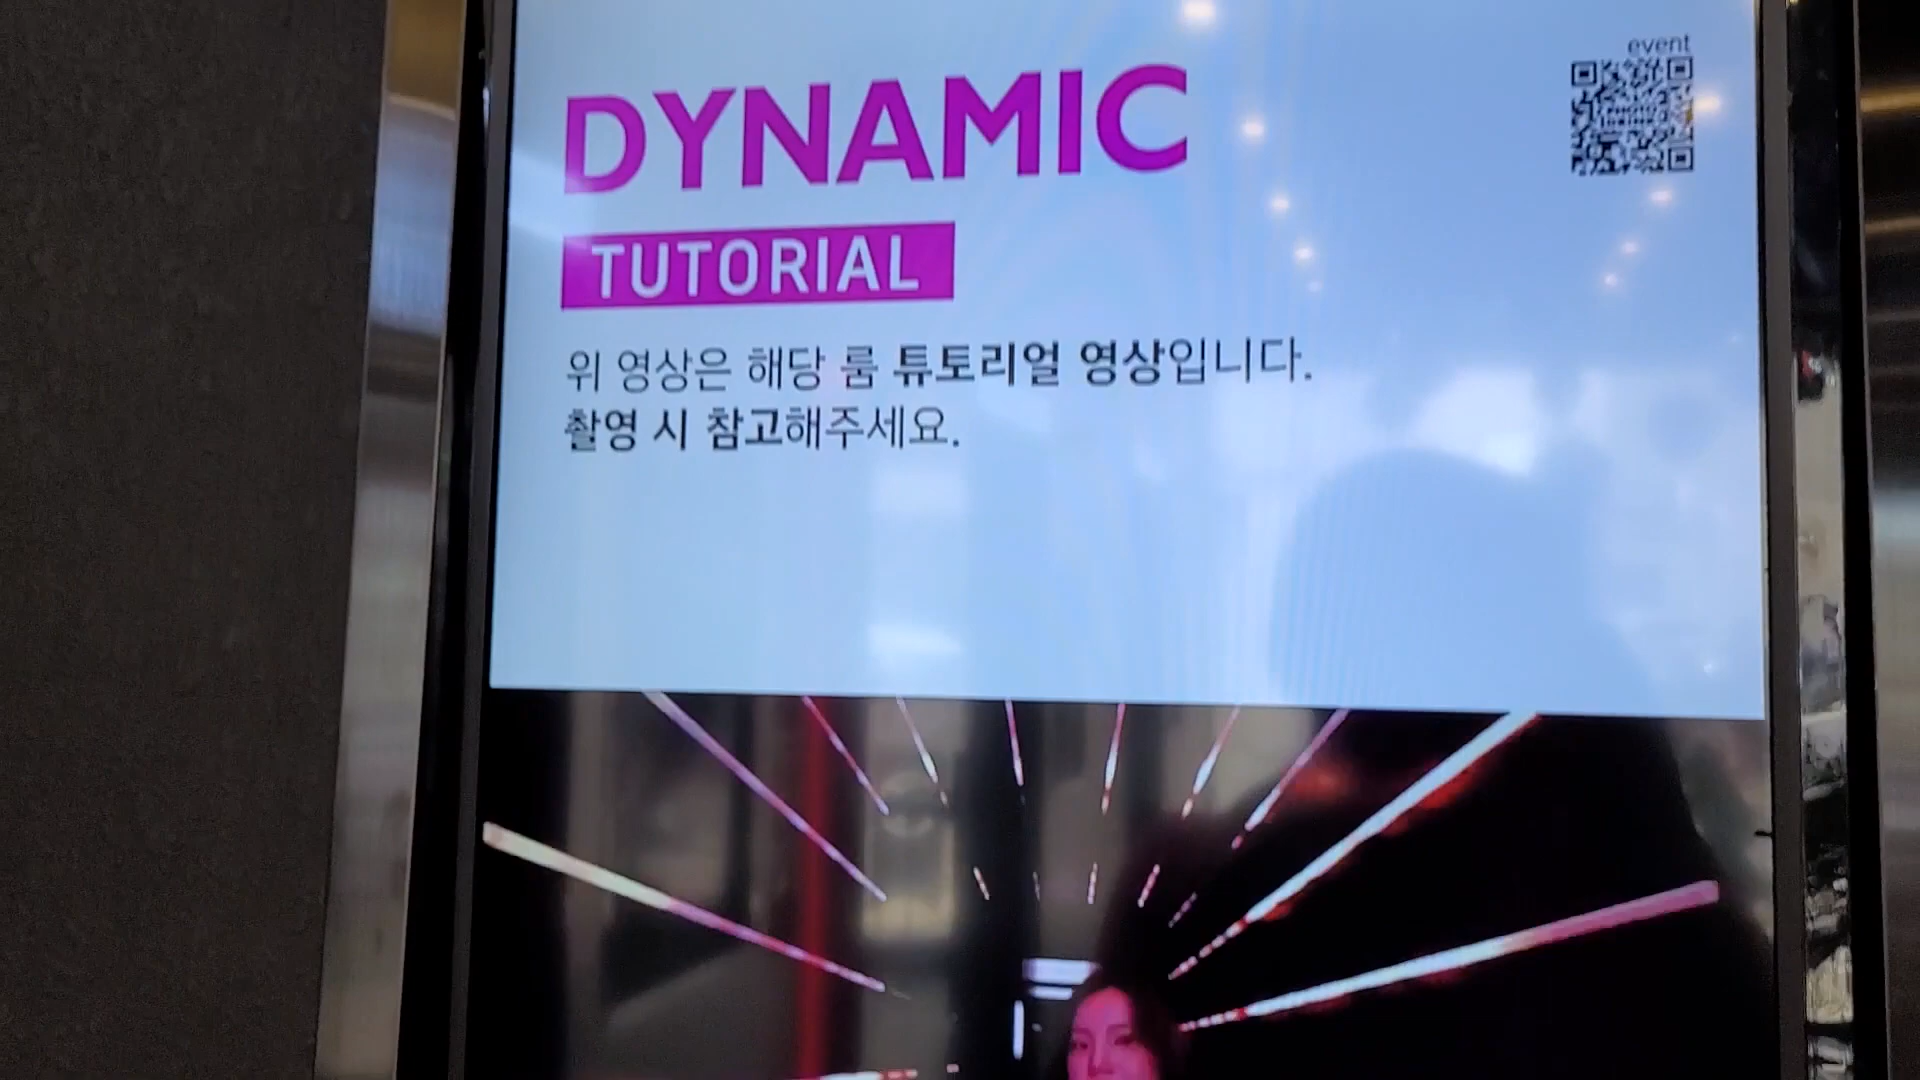 event
DYNAMIC
TUTORIAL
위 영상은 해당 룸 튜토리얼 영상입니다.
촬영 시 참고해주세요.